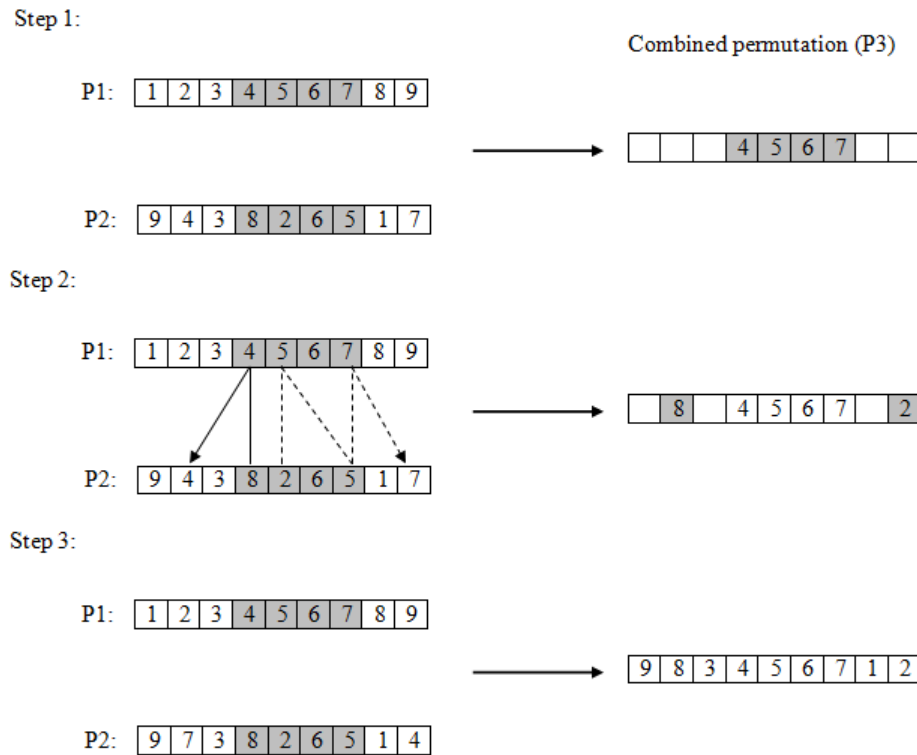 Step 1:
Combined permutation (P3)
P1: 1 2 3 4 5 6 7 8 9
4 5 6 7
P2: 9 4 3 8 2 6 5 1 7
Step 2:
P1: 1 2 3 4 5 6 7 8 9
8 4 5 6 7 2
P2: 9 4 3 8 2 6 5 1 7
Step 3:
P1: 1 2 3 4 5 6 7 8 9
9 8 3 4 5 6 7 1 2
P2: 9 7 3 8 2 6 5 1 4